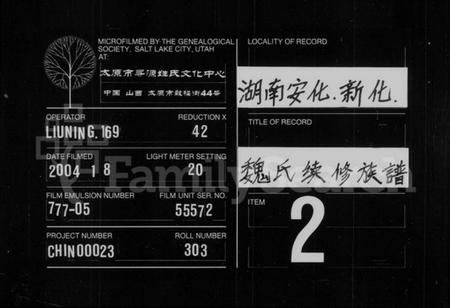 MICROFILMED BY THE GENEALOGICAL
SOCIETY, SALT LAKE CITY, UTAH
AT:
太原市寻源姓氏文化中心
中国 山西 太原市敦化街44号
OPERATOR
LIUNING.169
REDUCTION X
42
DATE FILMED
2004 1 8
LIGHT METER SETTING
20
FILM EMULSION NUMBER
777-05
FILM UNIT SER. NO.
55572
PROJECT NUMBER
CHIN00023
ROLL NUMBER
303
LOCALITY OF RECORD
湖南安化.新化.
TITLE OF RECORD
魏氏续修族譜
ITEM
2
FamilySearch